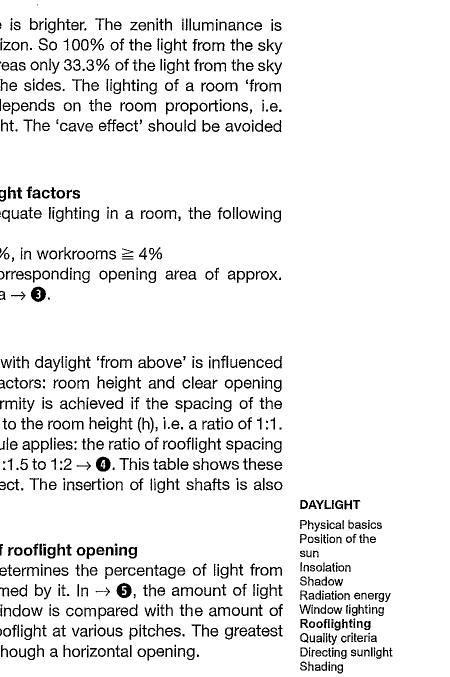 is brighter. The zenith illuminance is
izon. So 100% of the light from the sky
eas only 33.3% of the light from the sky
he sides. The lighting of a room ‘from
depends on the room proportions, i.e.
ht. The ‘cave effect’ should be avoided
ght factors
equate lighting in a room, the following
%, in workrooms ≧ 4%
orresponding opening area of approx.
a → ❸.
with daylight ‘from above’ is influenced
actors: room height and clear opening
rmity is achieved if the spacing of the
to the room height (h), i.e. a ratio of 1:1.
ule applies: the ratio of rooflight spacing
:1.5 to 1:2 → ❹. This table shows these
ect. The insertion of light shafts is also
f rooflight opening
etermines the percentage of light from
med by it. In → ❺, the amount of light
indow is compared with the amount of
ooflight at various pitches. The greatest
hough a horizontal opening.
DAYLIGHT
Physical basics
Position of the
sun
Insolation
Shadow
Radiation energy
Window lighting
Rooflighting
Quality criteria
Directing sunlight
Shading